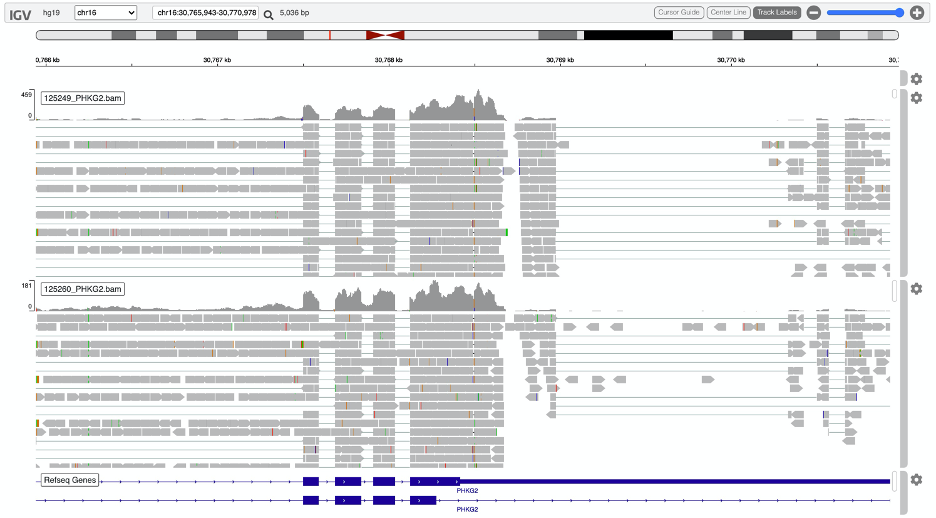 IGV hg19 chr16 chr16:30,765,943-30,770,978 5,036 bp Cursor Guide Center Line Track Labels
0,766 kb 30,767 kb 30,768 kb 30,769 kb 30,770 kb 30,7
459
125249_PHKG2.bam
0
181
125260_PHKG2.bam
0
Refseq Genes
PHKG2
PHKG2